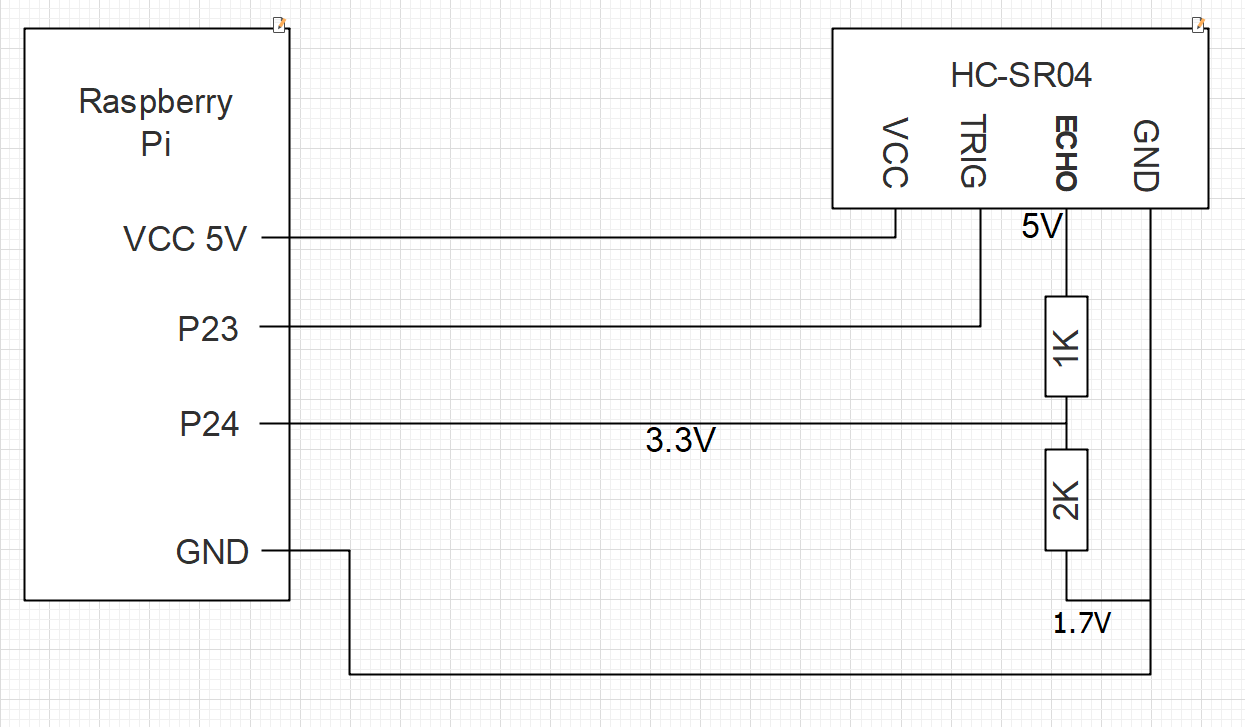 Raspberry
Pi
VCC 5V
P23
P24
GND
HC-SR04
VCC
TRIG
ECHO
GND
5V
1K
3.3V
2K
1.7V